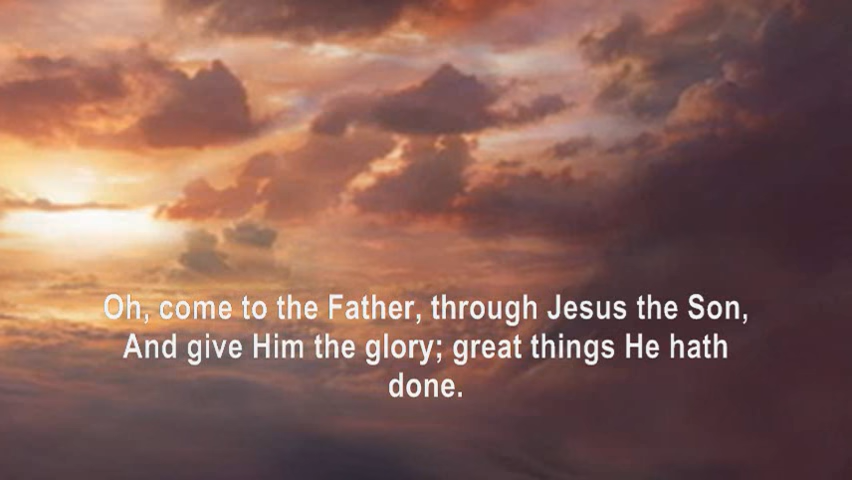 Oh, come to the Father, through Jesus the Son,
And give Him the glory; great things He hath
done.